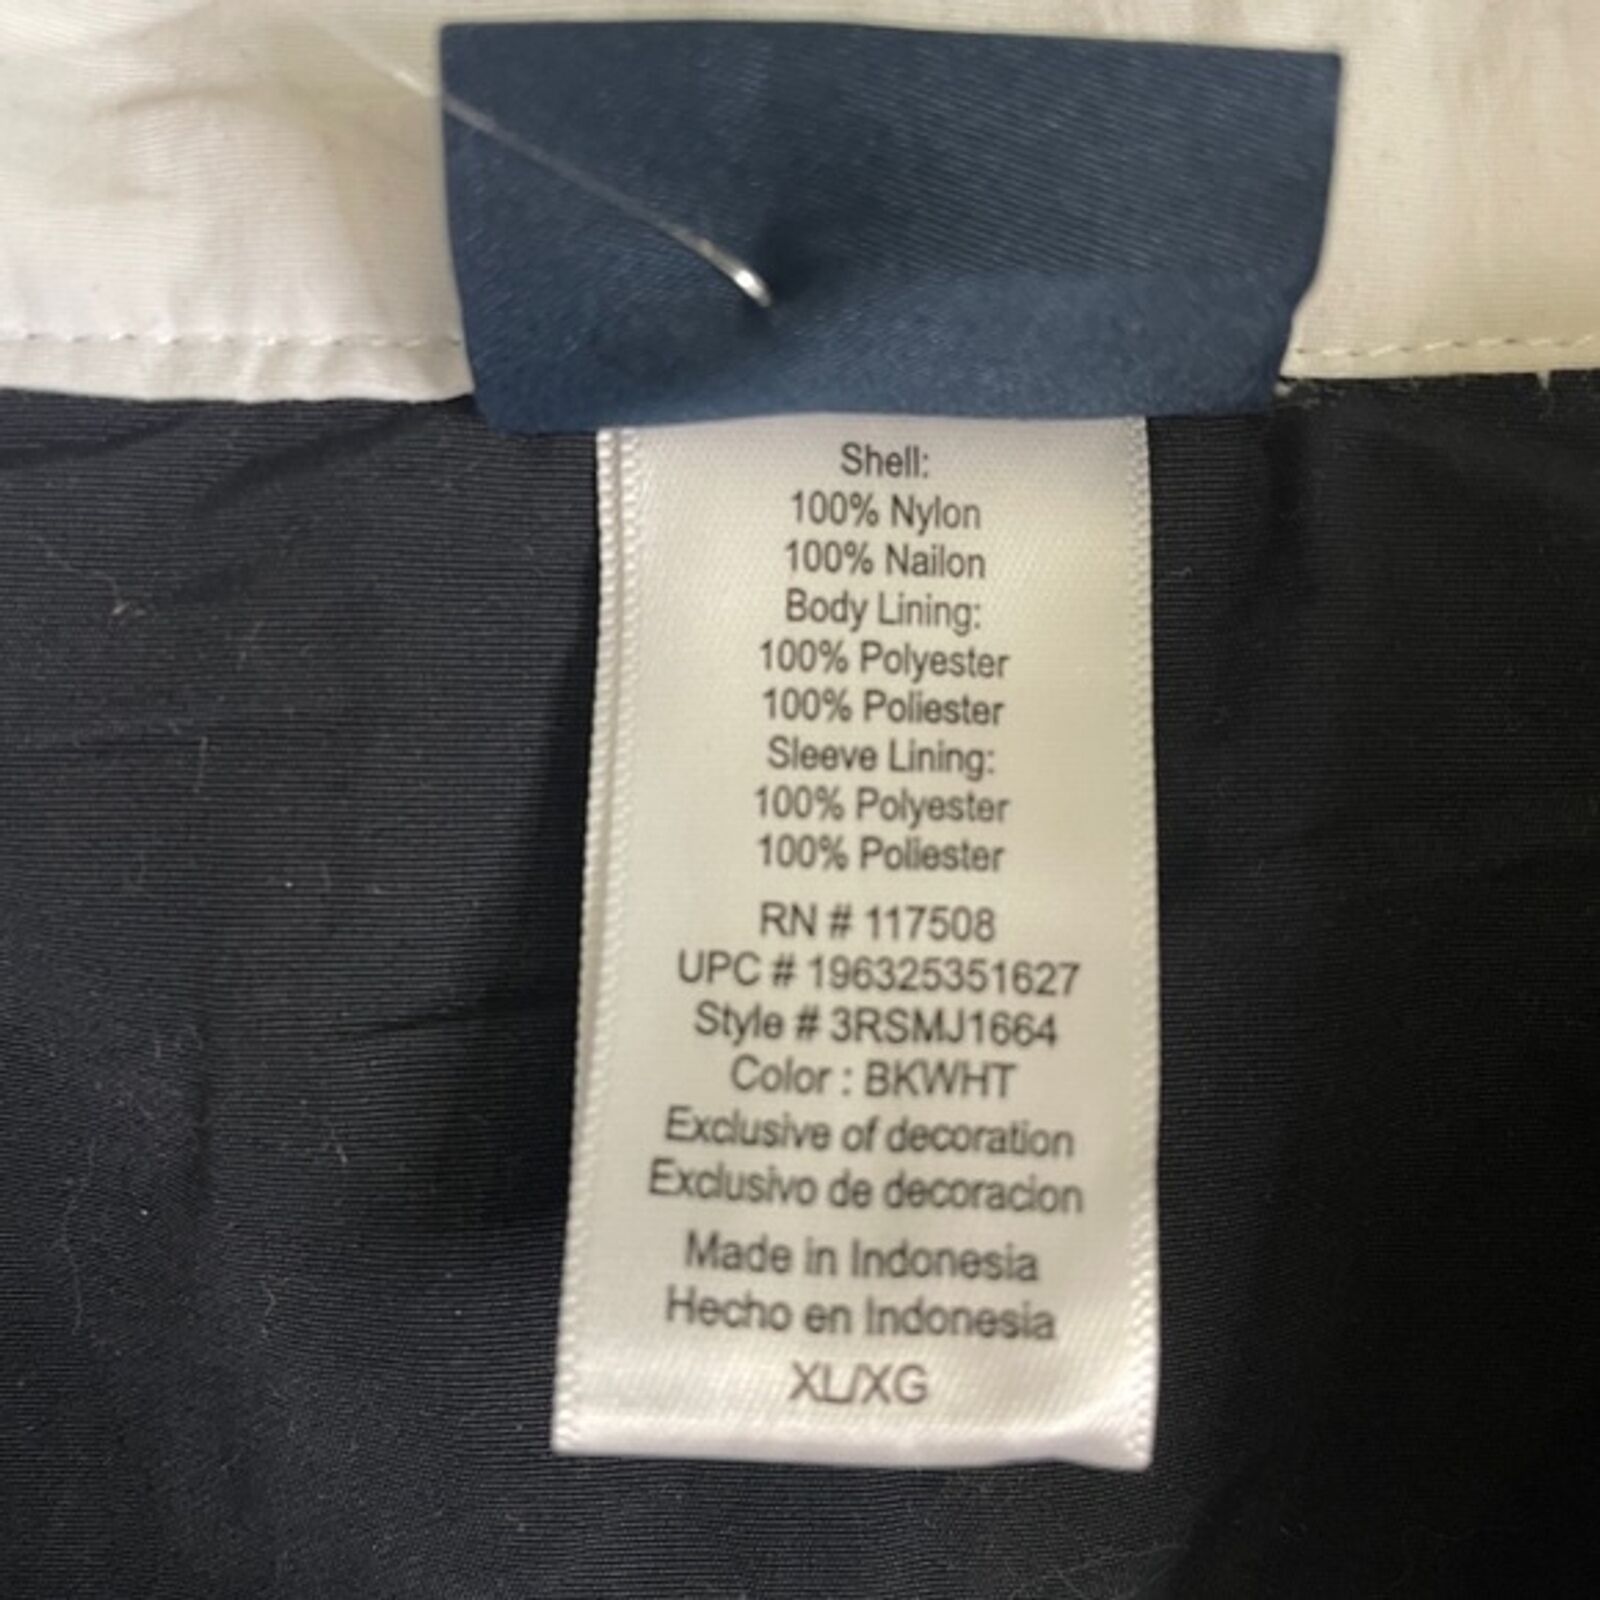 Shell:
100% Nylon
100% Nailon
Body Lining:
100% Polyester
100% Poliester
Sleeve Lining:
100% Polyester
100% Poliester
RN # 117508
UPC # 196325351627
Style # 3RSMJ1664
Color : BKWHT
Exclusive of decoration
Exclusivo de decoracion
Made in Indonesia
Hecho en Indonesia
XL/XG